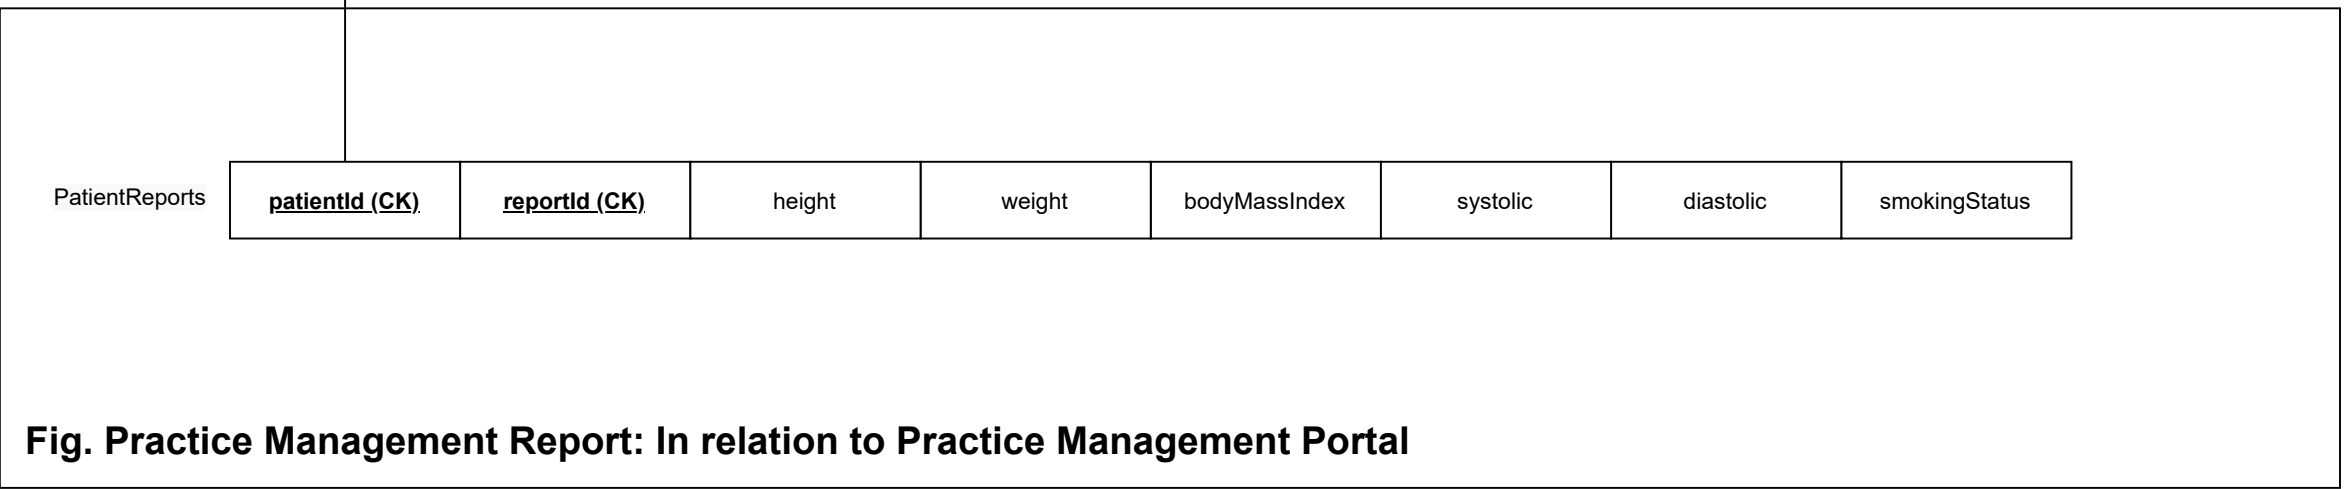 PatientReports patientId (CK) reportId (CK) height weight bodyMassIndex systolic diastolic smokingStatus
Fig. Practice Management Report: In relation to Practice Management Portal